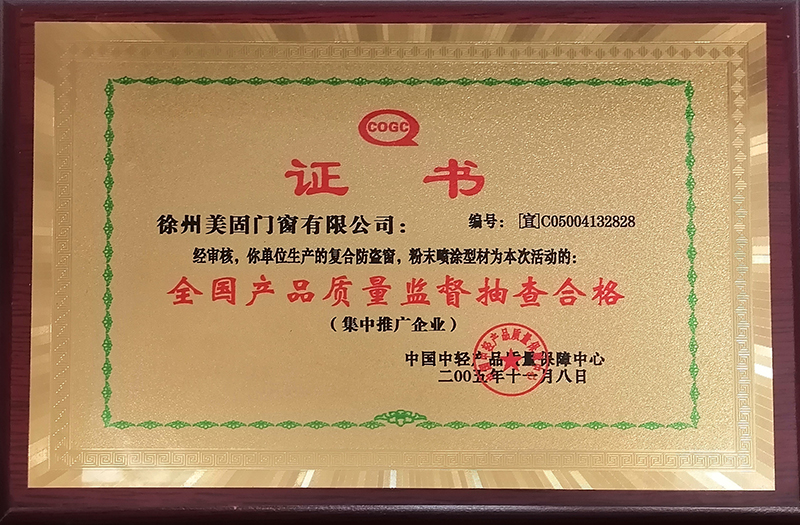 COGC
证 书
徐州美固门窗有限公司：
编号：[宜]C05004132828
经审核，你单位生产的复合防盗窗，粉末喷涂型材为本次活动的：
全国产品质量监督抽查合格
（集中推广企业）
中国中轻产品质量保障中心
二00五年十一月八日